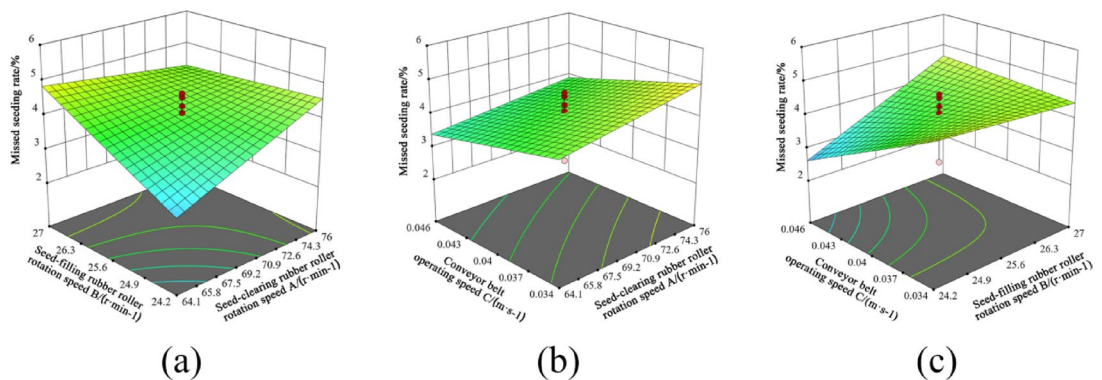 6
5
4
3
2
Missed seeding rate/%
27
26.3
25.6
24.9
24.2
Seed-filling rubber roller
rotation speed B/(r·min-1)
64.1
65.8
67.5
69.2
70.9
72.6
74.3
76
Seed-clearing rubber roller
rotation speed A/(r·min-1)
(a)
6
5
4
3
2
Missed seeding rate/%
0.046
0.043
0.04
0.037
0.034
Conveyor belt
operating speed C/(m·s-1)
64.1
65.8
67.5
69.2
70.9
72.6
74.3
76
Seed-clearing rubber roller
rotation speed A/(r·min-1)
(b)
6
5
4
3
2
Missed seeding rate/%
0.046
0.043
0.04
0.037
0.034
Conveyor belt
operating speed C/(m·s-1)
24.2
24.9
25.6
26.3
27
Seed-filling rubber roller
rotation speed B/(r·min-1)
(c)